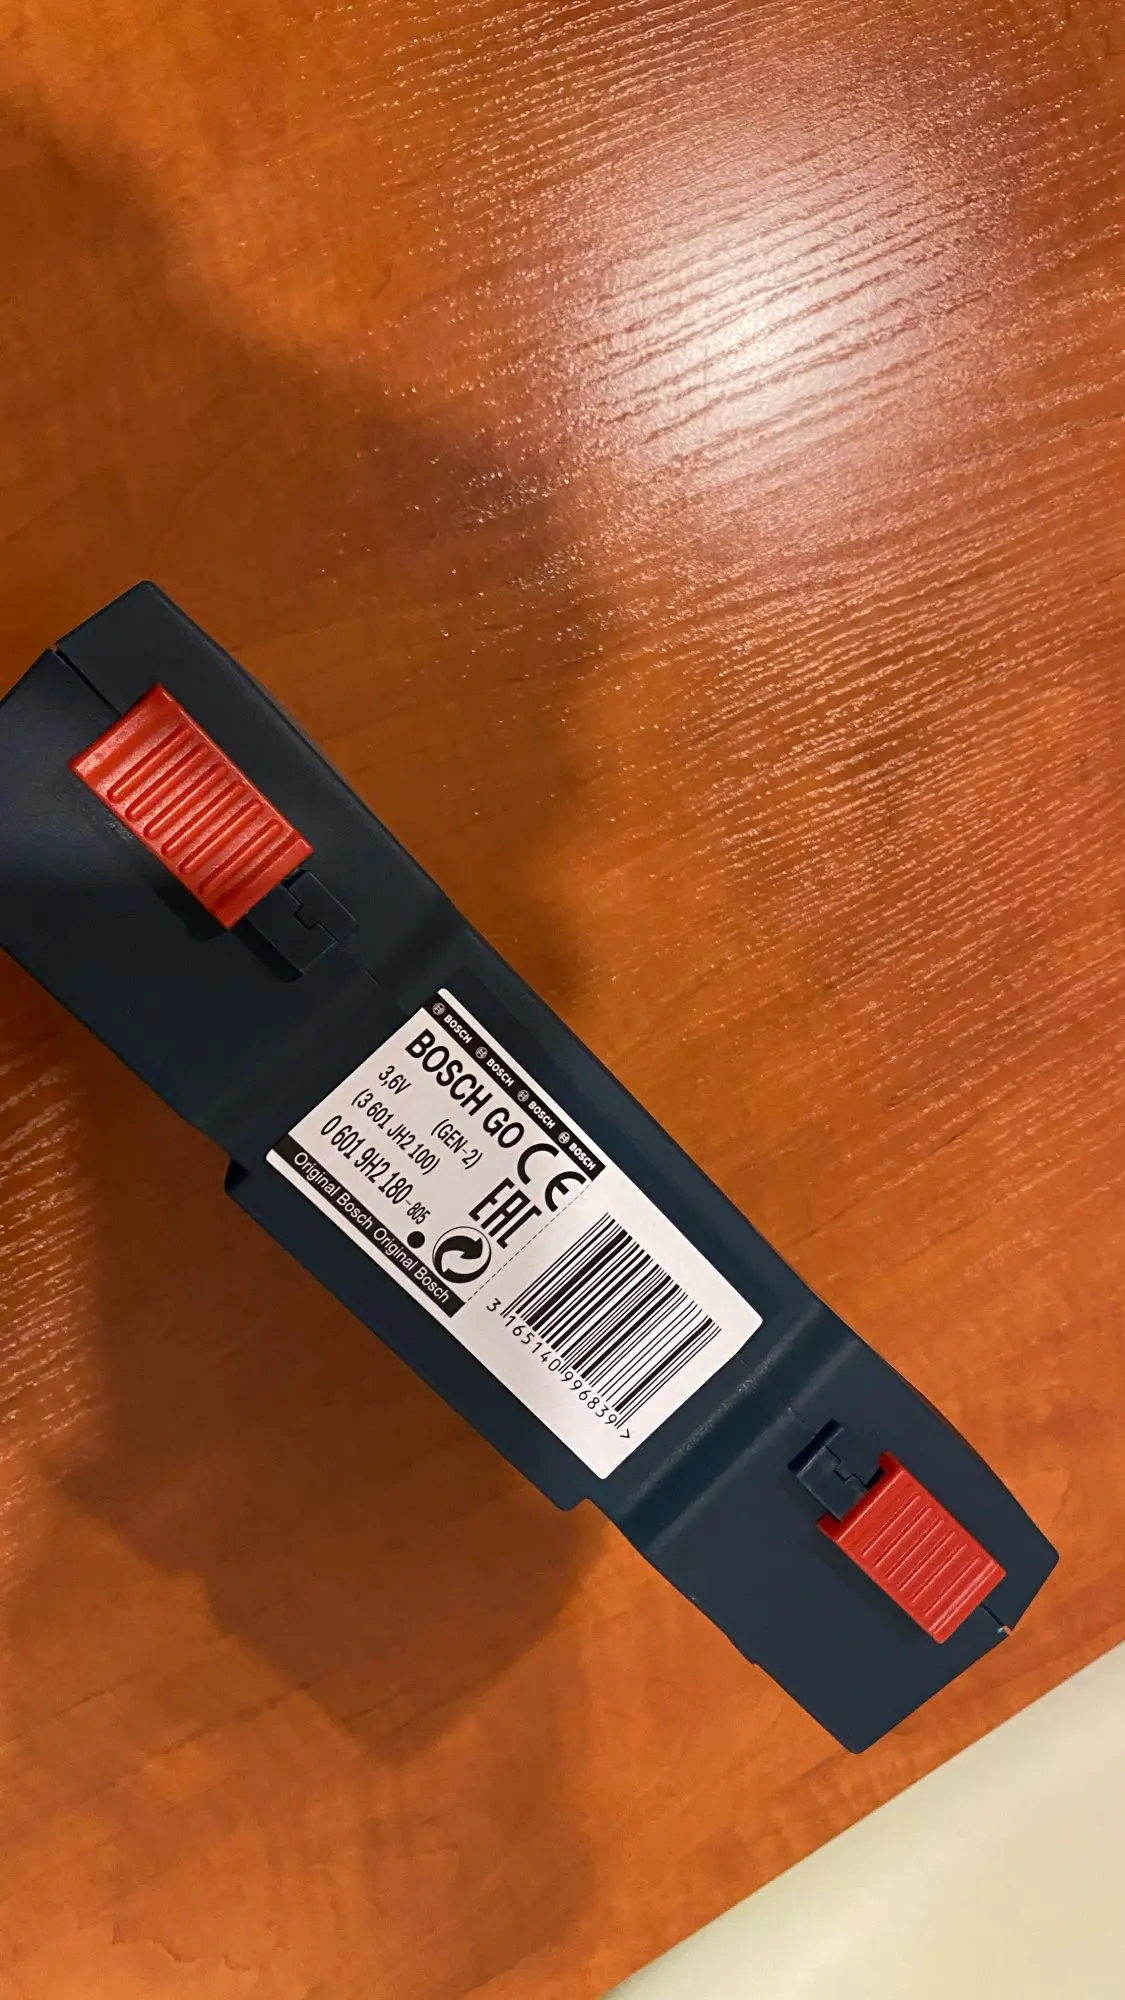 BOSCH BOSCH BOSCH BOSCH
BOSCH GO
3,6V (GEN-2)
(3 601 JH2 100)
0 601 9H2 180-805
CE
EAC
Original Bosch Original Bosch
3 165140 996839 >